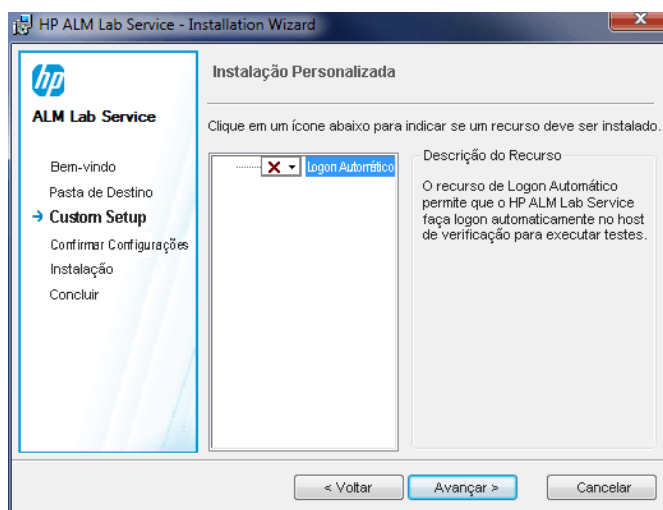 HP ALM Lab Service - Installation Wizard
hp
ALM Lab Service
Bem-vindo
Pasta de Destino
Custom Setup
Confirmar Configurações
Instalação
Concluir
Instalação Personalizada
Clique em um ícone abaixo para indicar se um recurso deve ser instalado.
Logon Automático
Descrição do Recurso
O recurso de Logon Automático
permite que o HP ALM Lab Service
faça logon automaticamente no host
de verificação para executar testes.
< Voltar
Avançar >
Cancelar